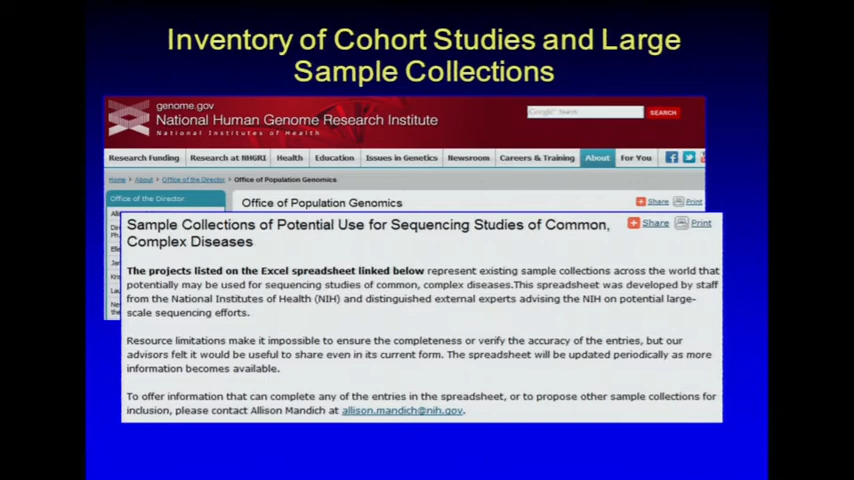 Inventory of Cohort Studies and Large
Sample Collections
genome.gov
National Human Genome Research Institute
National Institutes of Health
SEARCH
Research Funding
Research at NHGRI
Health
Education
Issues in Genetics
Newsroom
Careers & Training
About
For You
Home > About > Office of the Director > Office of Population Genomics
Office of the Director
Office of Population Genomics
Share
Print
Sample Collections of Potential Use for Sequencing Studies of Common,
Complex Diseases
Share
Print
The projects listed on the Excel spreadsheet linked below represent existing sample collections across the world that
potentially may be used for sequencing studies of common, complex diseases.This spreadsheet was developed by staff
from the National Institutes of Health (NIH) and distinguished external experts advising the NIH on potential large-
scale sequencing efforts.
Resource limitations make it impossible to ensure the completeness or verify the accuracy of the entries, but our
advisors felt it would be useful to share even in its current form. The spreadsheet will be updated periodically as more
information becomes available.
To offer information that can complete any of the entries in the spreadsheet, or to propose other sample collections for
inclusion, please contact Allison Mandich at allison.mandich@nih.gov.